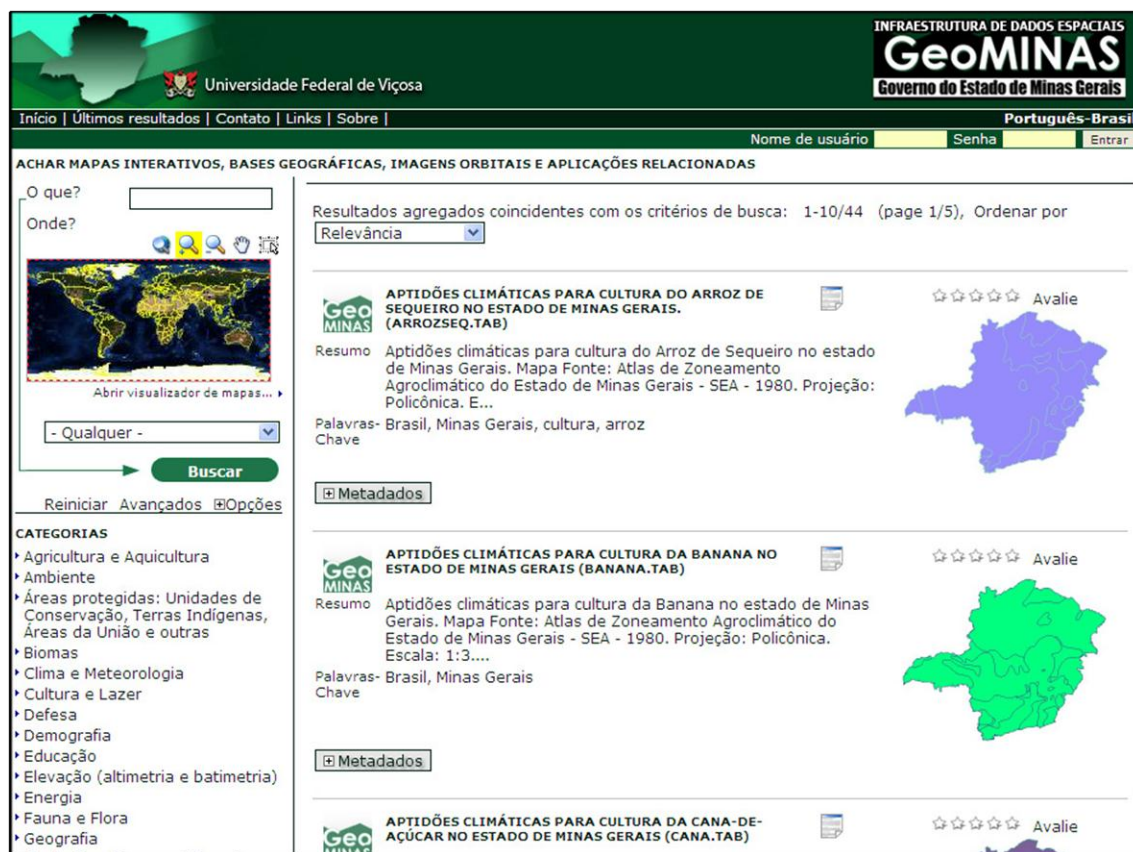 Universidade Federal de Viçosa
INFRAESTRUTURA DE DADOS ESPACIAIS
GeoMINAS
Governo do Estado de Minas Gerais
Início | Últimos resultados | Contato | Links | Sobre |
Português-Brasil
Nome de usuário
Senha
Entrar
ACHAR MAPAS INTERATIVOS, BASES GEOGRÁFICAS, IMAGENS ORBITAIS E APLICAÇÕES RELACIONADAS
O que?
Onde?
Abrir visualizador de mapas...
- Qualquer -
Buscar
Reiniciar Avançados Opções
CATEGORIAS
Agricultura e Aquicultura
Ambiente
Áreas protegidas: Unidades de
Conservação, Terras Indígenas,
Áreas da União e outras
Biomas
Clima e Meteorologia
Cultura e Lazer
Defesa
Demografia
Educação
Elevação (altimetria e batimetria)
Energia
Fauna e Flora
Geografia
Resultados agregados coincidentes com os critérios de busca: 1-10/44 (page 1/5), Ordenar por
Relevância
Geo
MINAS
APTIDÕES CLIMÁTICAS PARA CULTURA DO ARROZ DE
SEQUEIRO NO ESTADO DE MINAS GERAIS.
(ARROZSEQ.TAB)
Avalie
Resumo Aptidões climáticas para cultura do Arroz de Sequeiro no estado
de Minas Gerais. Mapa Fonte: Atlas de Zoneamento
Agroclimático do Estado de Minas Gerais - SEA - 1980. Projeção:
Policônica. E...
Palavras- Brasil, Minas Gerais, cultura, arroz
Chave
Metadados
Geo
MINAS
APTIDÕES CLIMÁTICAS PARA CULTURA DA BANANA NO
ESTADO DE MINAS GERAIS (BANANA.TAB)
Avalie
Resumo Aptidões climáticas para cultura da Banana no estado de Minas
Gerais. Mapa Fonte: Atlas de Zoneamento Agroclimático do
Estado de Minas Gerais - SEA - 1980. Projeção: Policônica.
Escala: 1:3....
Palavras- Brasil, Minas Gerais
Chave
Metadados
Geo
MINAS
APTIDÕES CLIMÁTICAS PARA CULTURA DA CANA-DE-
AÇÚCAR NO ESTADO DE MINAS GERAIS (CANA.TAB)
Avalie